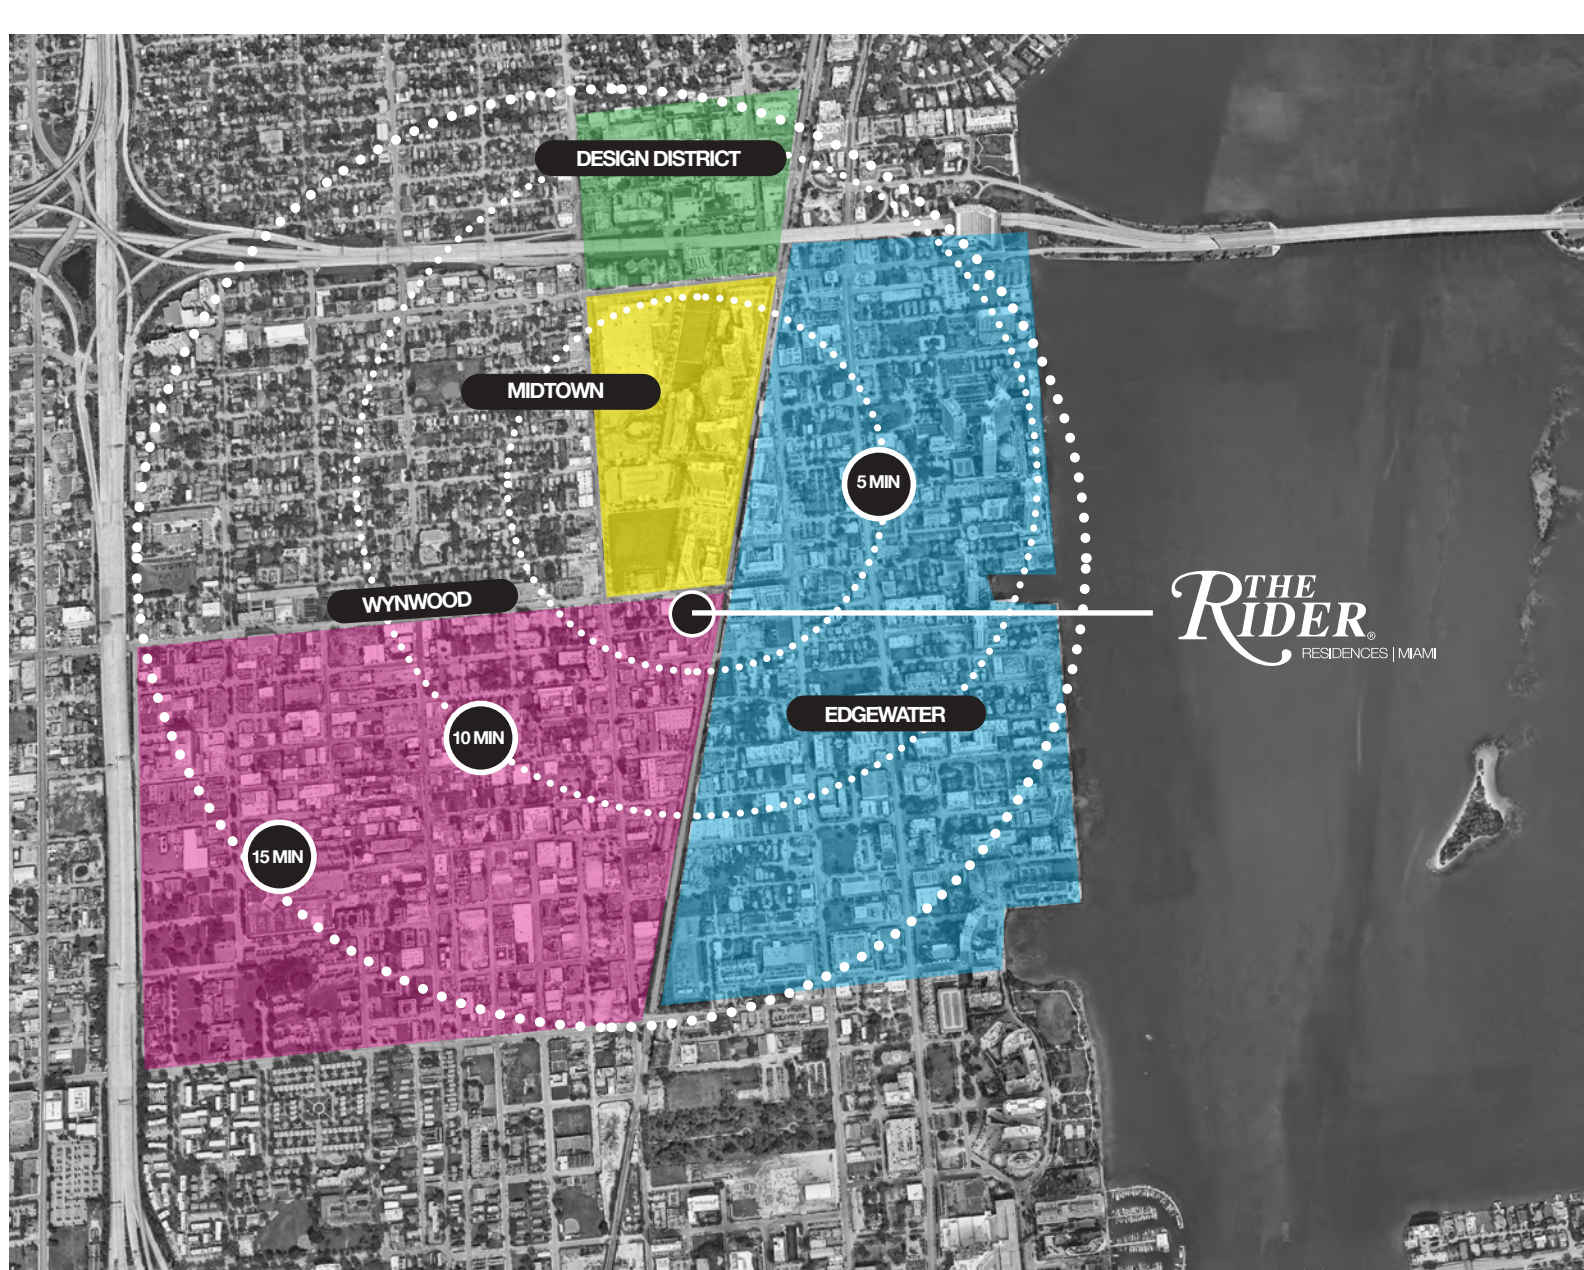 DESIGN DISTRICT
MIDTOWN
5 MIN
WYNWOOD
THE
RIDER®
RESIDENCES | MIAMI
EDGEWATER
10 MIN
15 MIN